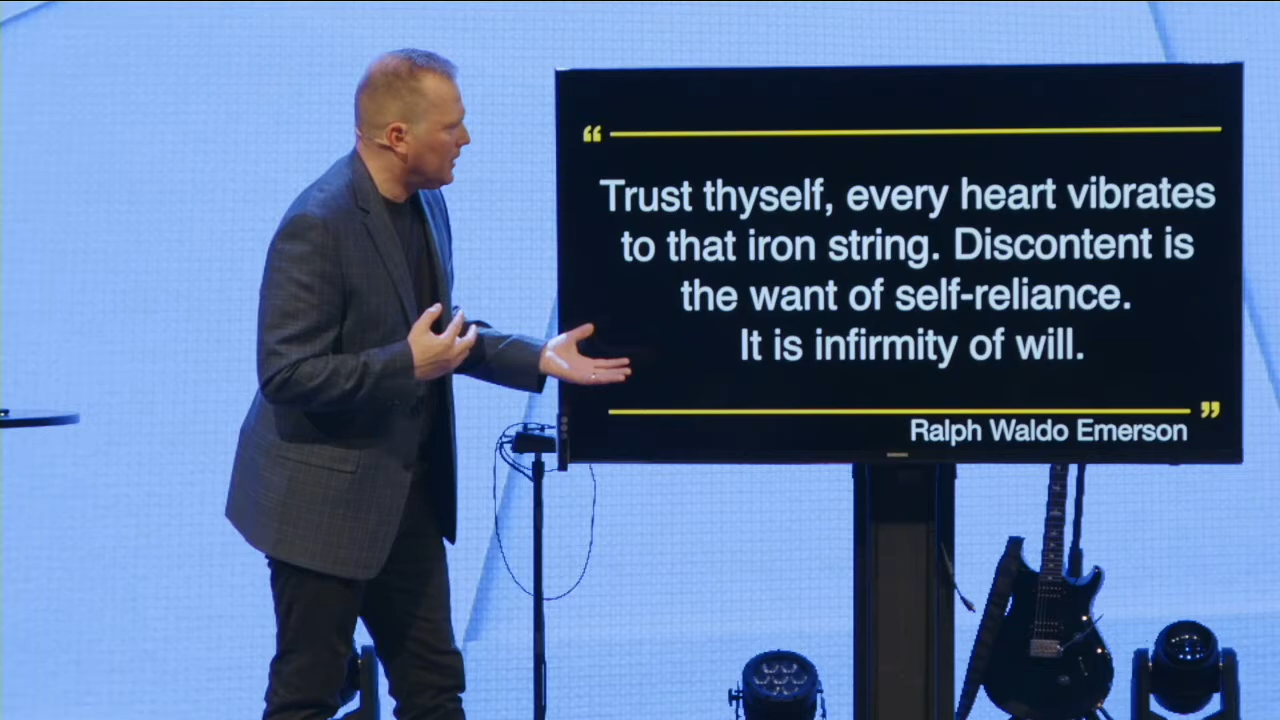 “
Trust thyself, every heart vibrates
to that iron string. Discontent is
the want of self-reliance.
It is infirmity of will.
”
Ralph Waldo Emerson